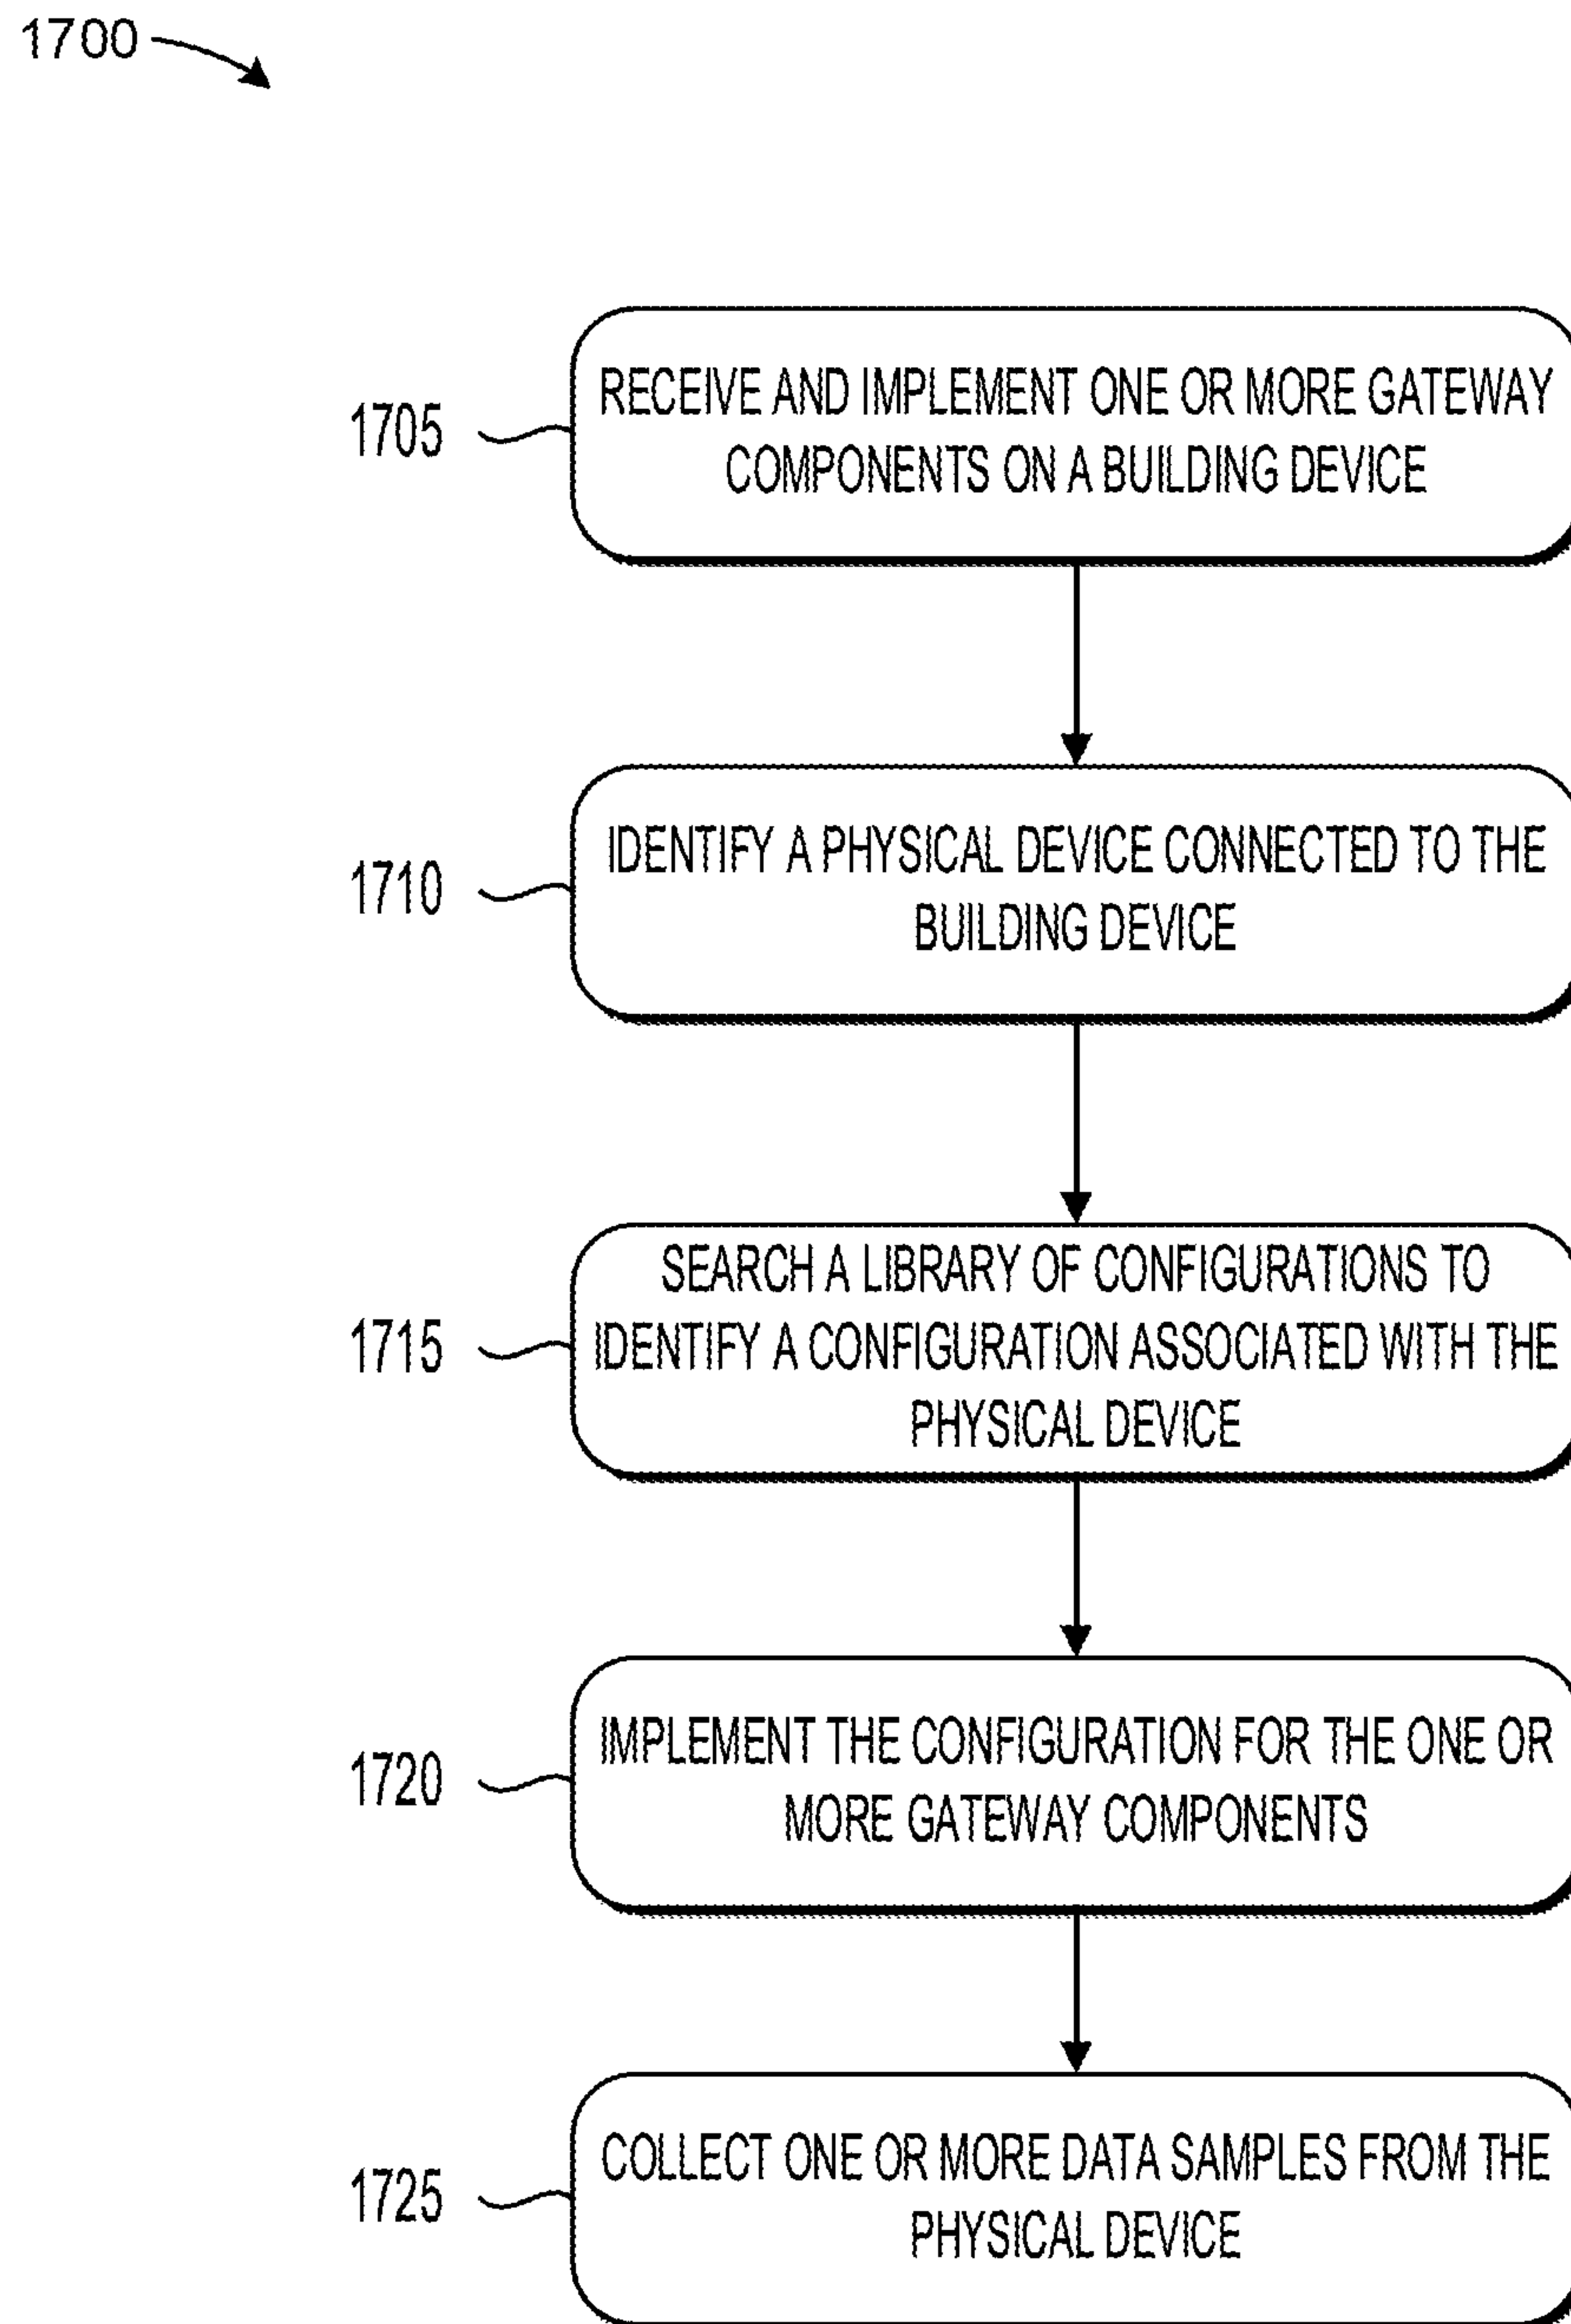 1700
RECEIVE AND IMPLEMENT ONE OR MORE GATEWAY
1705
COMPONENTS ON A BUILDING DEVICE
IDENTIFY A PHYSICAL DEVICE CONNECTED TO THE
1710
BUILDING DEVICE
SEARCH A LIBRARY OF CONFIGURATIONS TO
1715
IDENTIFY A CONFIGURATION ASSOCIATED WITH THE
PHYSICAL DEVICE
IMPLEMENT THE CONFIGURATION FOR THE ONE OR
1720
MORE GATEWAY COMPONENTS
COLLECT ONE OR MORE DATA SAMPLES FROM THE
1725
PHYSICAL DEVICE